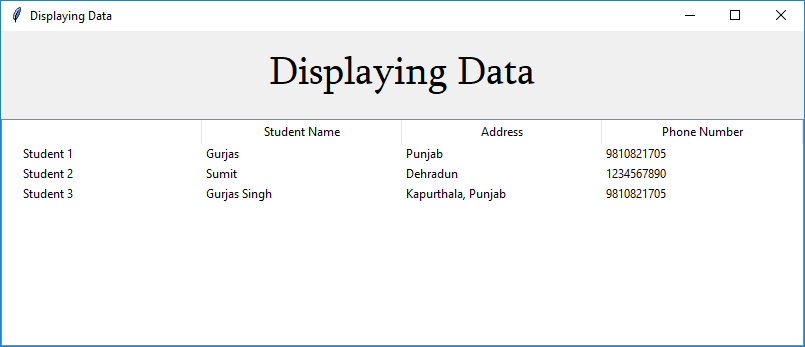 Displaying Data
Displaying Data
Student Name Address Phone Number
Student 1 Gurjas Punjab 9810821705
Student 2 Sumit Dehradun 1234567890
Student 3 Gurjas Singh Kapurthala, Punjab 9810821705